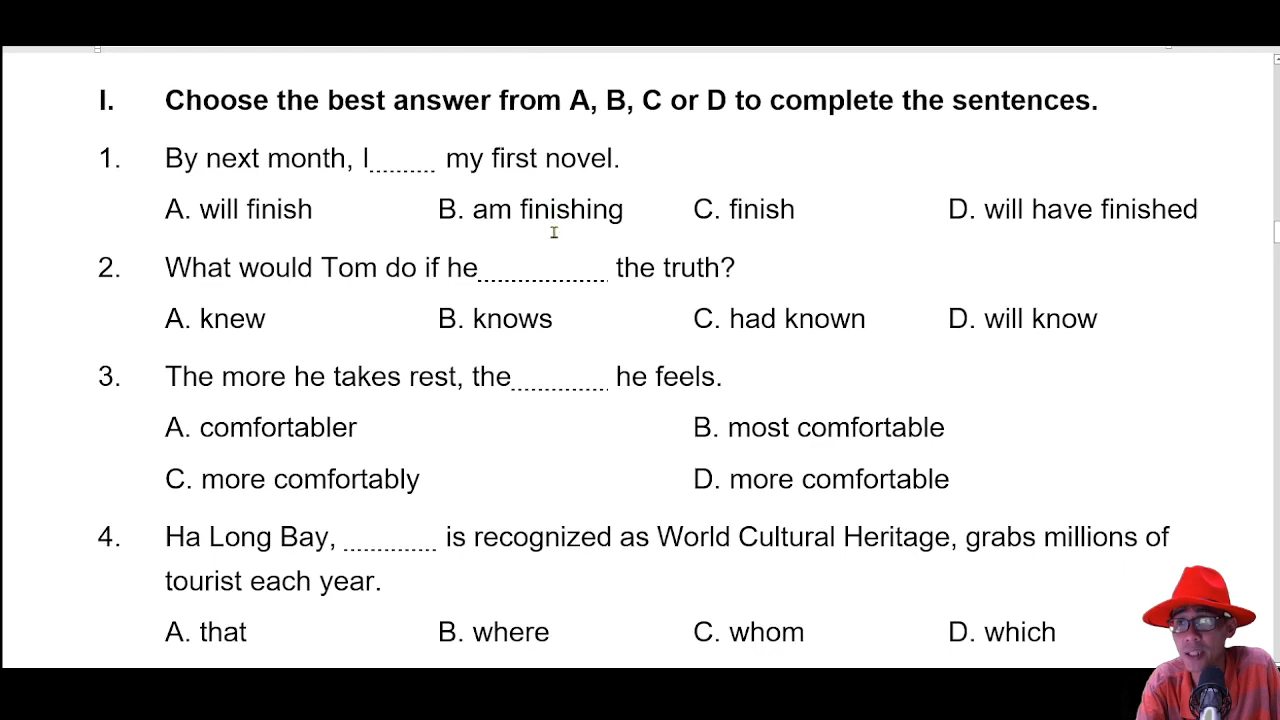 I. Choose the best answer from A, B, C or D to complete the sentences.
1. By next month, I....... my first novel.
A. will finish B. am finishing C. finish D. will have finished
2. What would Tom do if he............. the truth?
A. knew B. knows C. had known D. will know
3. The more he takes rest, the.......... he feels.
A. comfortabler B. most comfortable
C. more comfortably D. more comfortable
4. Ha Long Bay, .......... is recognized as World Cultural Heritage, grabs millions of
tourist each year.
A. that B. where C. whom D. which